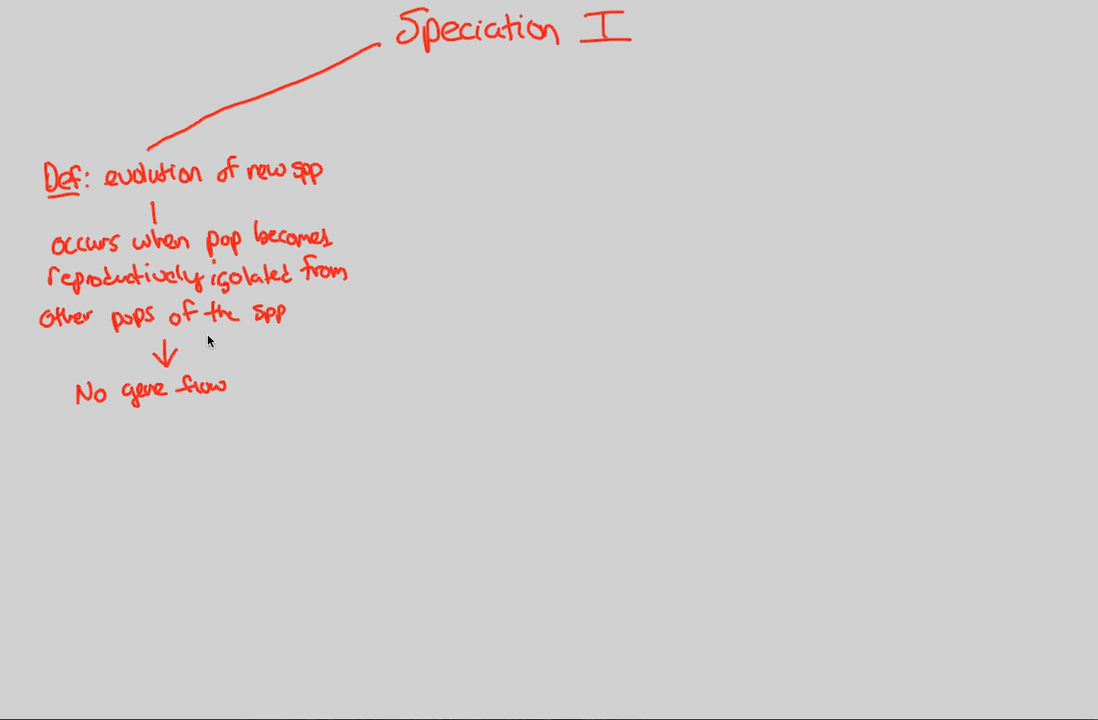 Speciation I
Def: evolution of new spp
occurs when pop becomes
reproductively isolated from
other pops of the spp
No gene flow